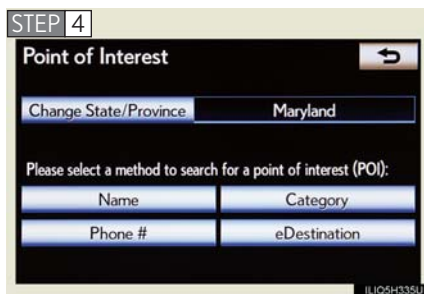 STEP 4
Point of Interest
Change State/Province Maryland
Please select a method to search for a point of interest (POI):
Name Category
Phone # eDestination
ILIO5H335U